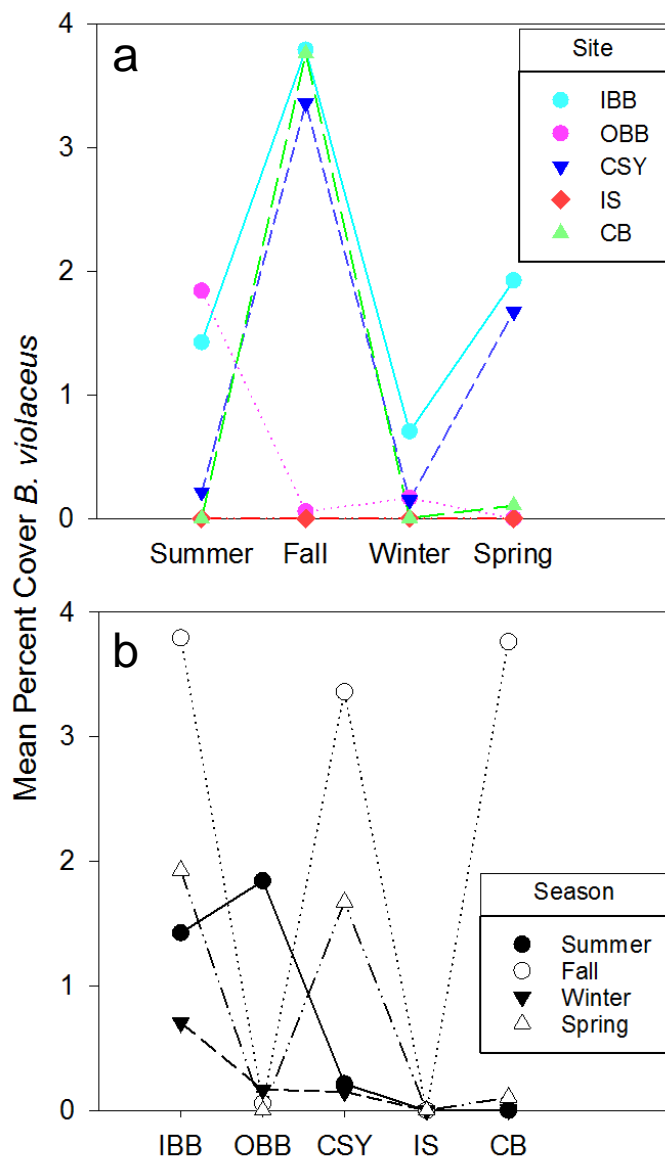 Mean Percent Cover B. violaceus
a
4
3
2
1
0
Summer Fall Winter Spring
Site
IBB
OBB
CSY
IS
CB
b
4
3
2
1
0
IBB OBB CSY IS CB
Season
Summer
Fall
Winter
Spring